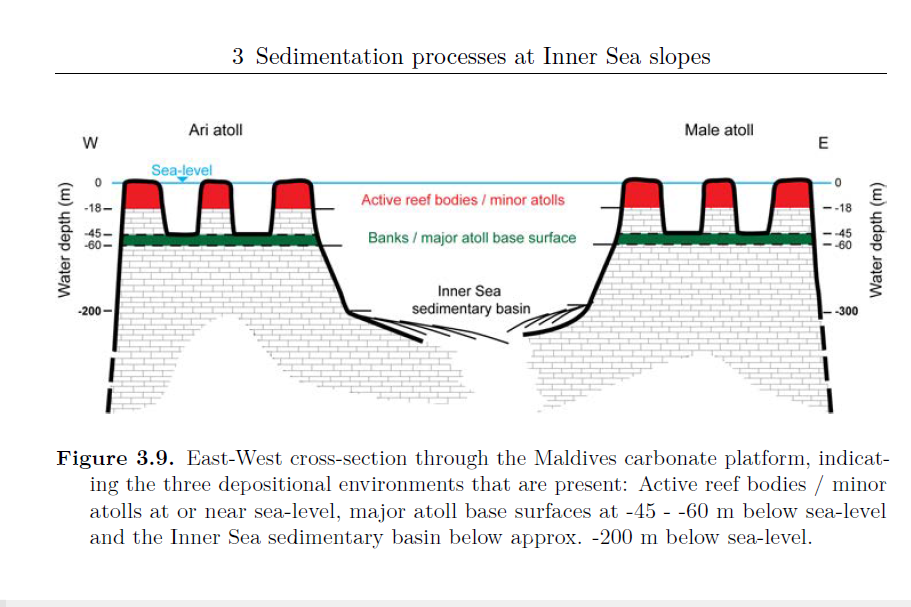 3 Sedimentation processes at Inner Sea slopes
Ari atoll
Male atoll
W
E
Sea-level
Water depth (m)
0
-18
-45
-60
-200
Active reef bodies / minor atolls
Banks / major atoll base surface
Inner Sea
sedimentary basin
0
-18
-45
-60
-300
Water depth (m)
Figure 3.9. East-West cross-section through the Maldives carbonate platform, indicat-
ing the three depositional environments that are present: Active reef bodies / minor
atolls at or near sea-level, major atoll base surfaces at -45 - -60 m below sea-level
and the Inner Sea sedimentary basin below approx. -200 m below sea-level.